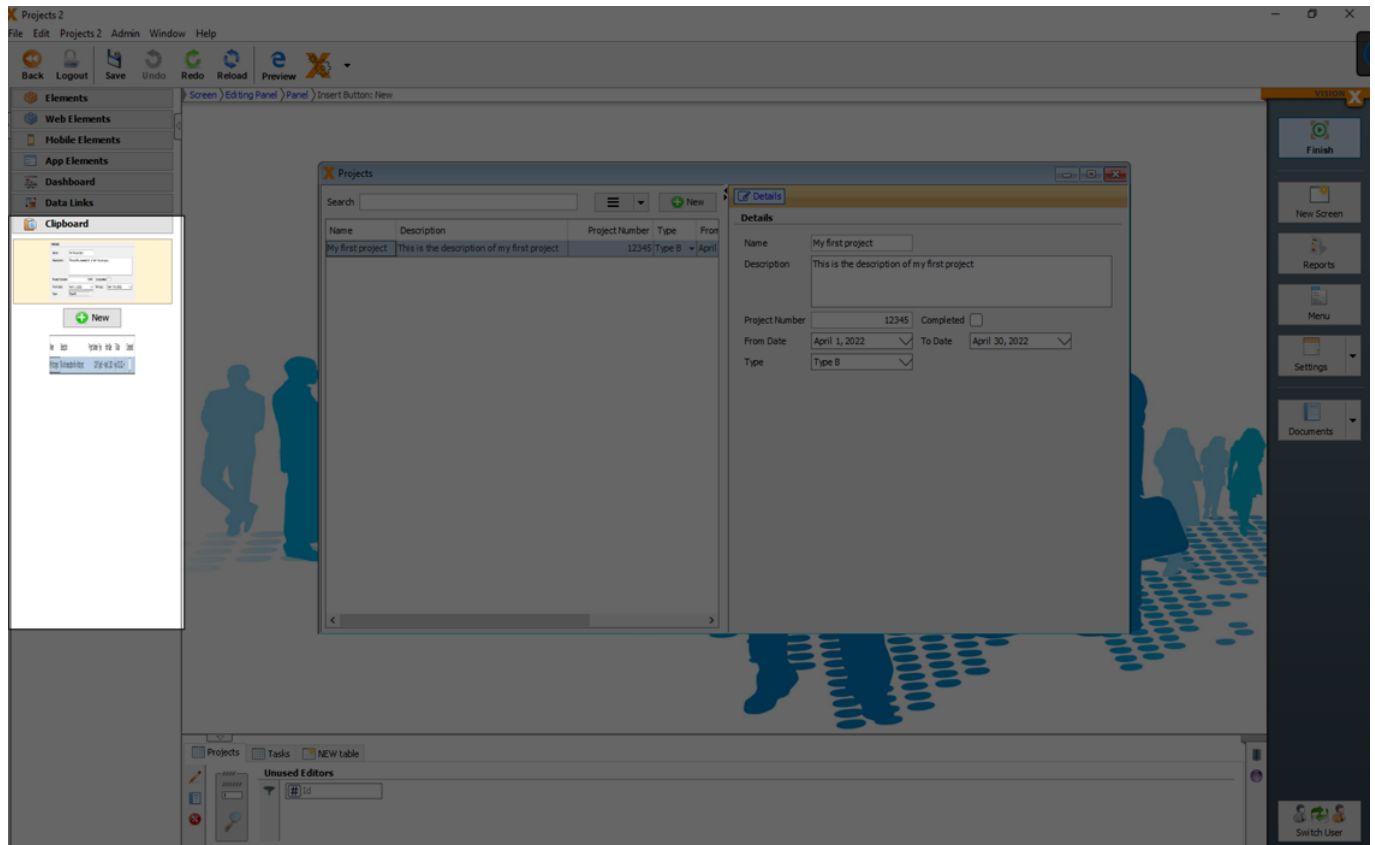 Projects 2
File Edit Projects 2 Admin Window Help
Back Logout Save Undo Redo Reload Preview
Elements
Web Elements
Mobile Elements
App Elements
Dashboard
Data Links
Clipboard
New
Screen Editing Panel Panel Insert Button: New
Projects
Search
New
Name Description Project Number Type From
My first project This is the description of my first project 12345 Type B April
Details
Details
Name My first project
Description This is the description of my first project
Project Number 12345 Completed
From Date April 1, 2022 To Date April 30, 2022
Type Type B
VISION X
Finish
New Screen
Reports
Menu
Settings
Documents
Switch User
Projects Tasks NEW table
Unused Editors
# Id